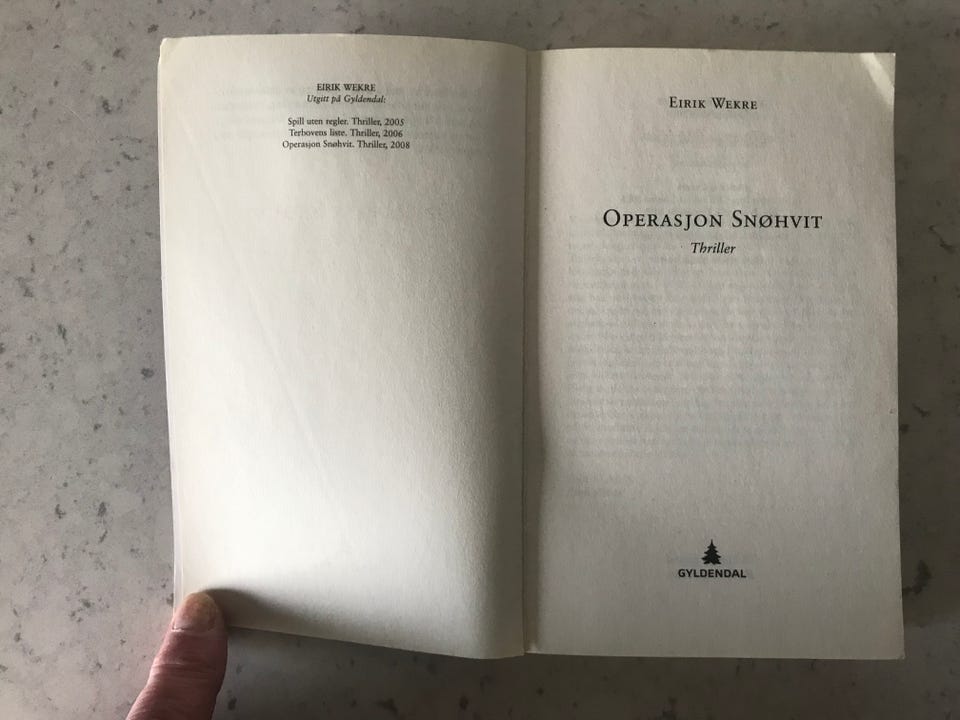 EIRIK WEKRE
Utgitt på Gyldendal:
Spill uten regler. Thriller, 2005
Terbovens liste. Thriller, 2006
Operasjon Snøhvit. Thriller, 2008
EIRIK WEKRE
OPERASJON SNØHVIT
Thriller
GYLDENDAL